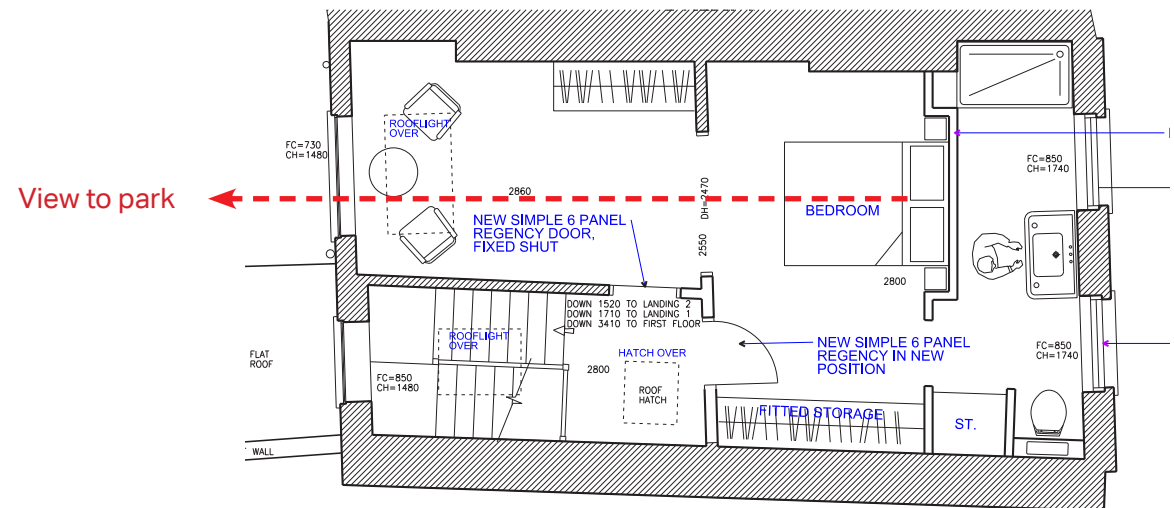 ROOFLIGHT
OVER
FC=730
CH=1480
FC=850
CH=1740
View to park
2860
DH=2470
2550
BEDROOM
NEW SIMPLE 6 PANEL
REGENCY DOOR,
FIXED SHUT
2800
DOWN 1520 TO LANDING 2
DOWN 1710 TO LANDING 1
DOWN 3410 TO FIRST FLOOR
ROOFLIGHT
OVER
HATCH OVER
2800
NEW SIMPLE 6 PANEL
REGENCY IN NEW
POSITION
FC=850
CH=1740
FLAT
ROOF
FC=850
CH=1480
ROOF
HATCH
FITTED STORAGE
ST.
WALL